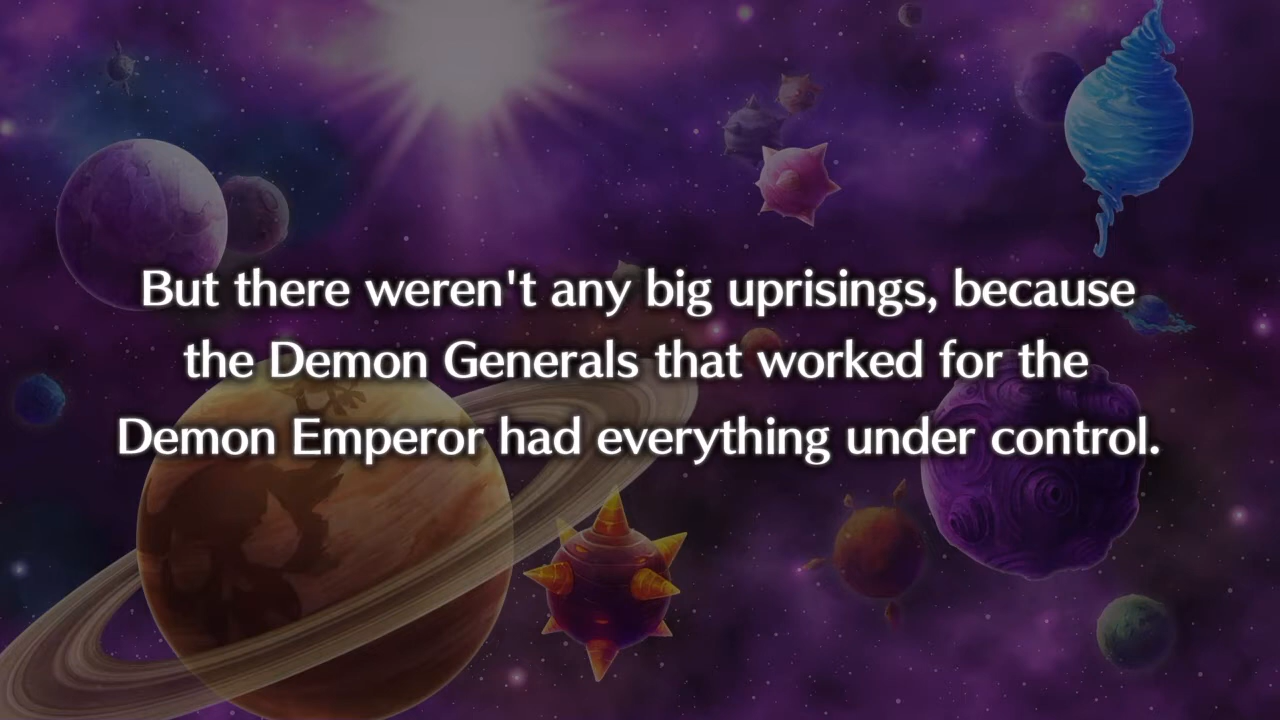 But there weren't any big uprisings, because
the Demon Generals that worked for the
Demon Emperor had everything under control.